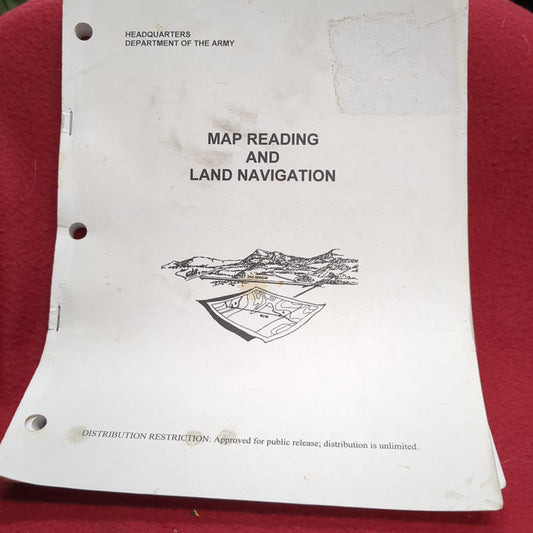 HEADQUARTERS
DEPARTMENT OF THE ARMY
MAP READING
AND
LAND NAVIGATION
DISTRIBUTION RESTRICTION: Approved for public release; distribution is unlimited.